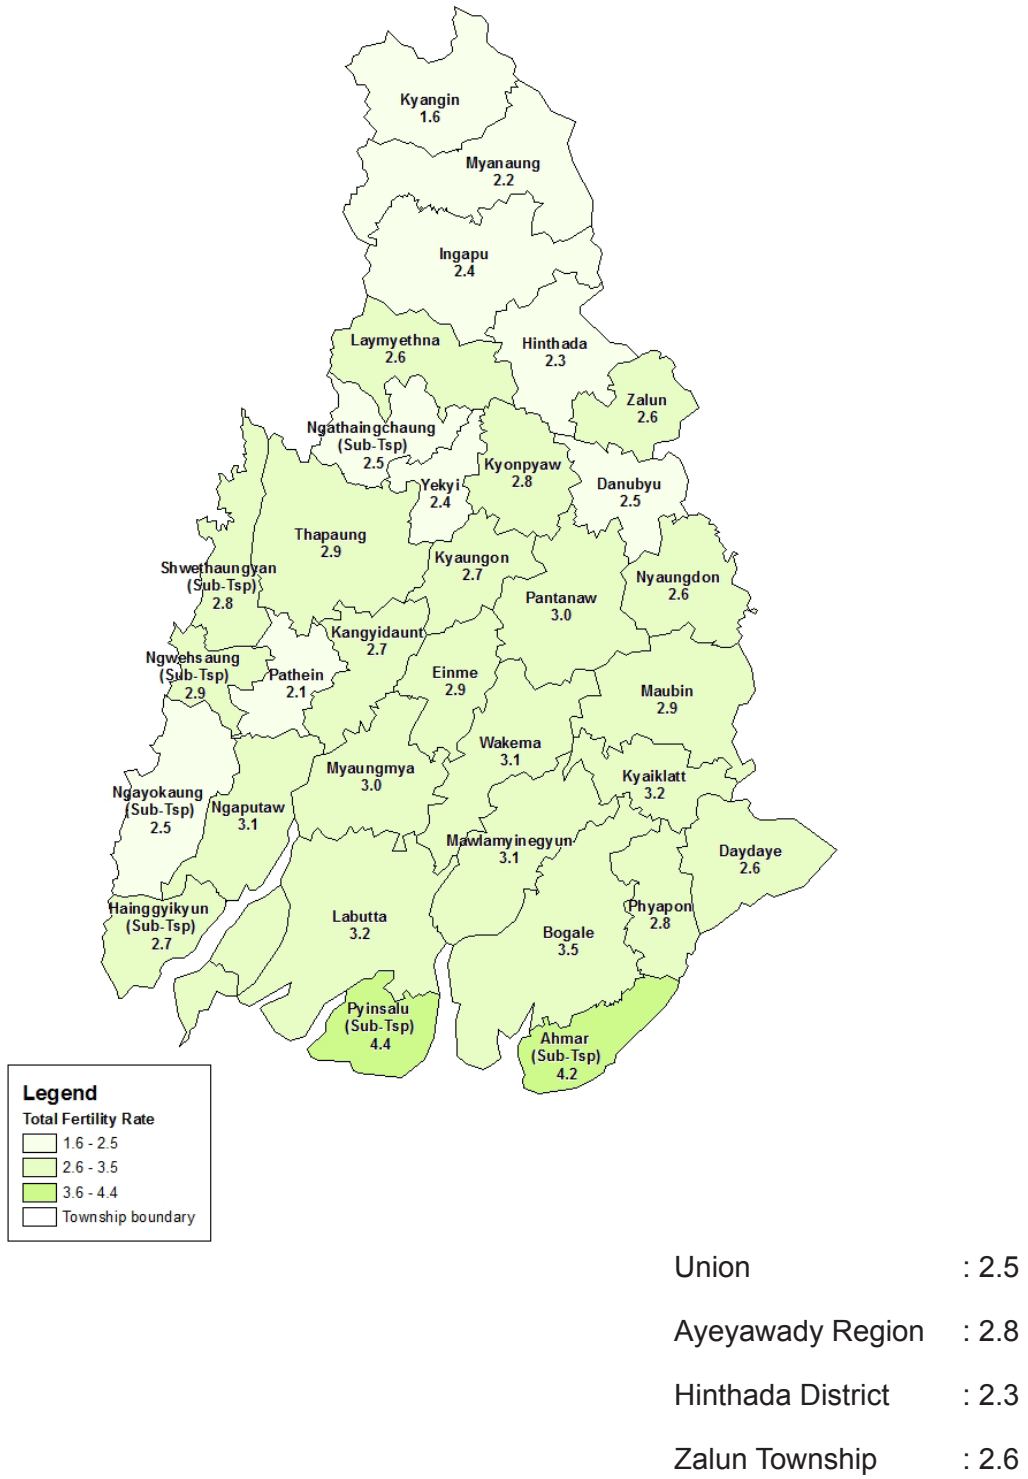 Kyangin
1.6
Myanaung
2.2
Ingapu
2.4
Laymyethna
2.6
Hinthada
2.3
Zalun
2.6
Ngathaingchaung
(Sub-Tsp)
2.5
Yekyi
2.4
Kyonpyaw
2.8
Danubyu
2.5
Thapaung
2.9
Kyaungon
2.7
Shwethaungyan
(Sub-Tsp)
2.8
Pantanaw
3.0
Nyaungdon
2.6
Kangyidaunt
2.7
Ngwehsaung
(Sub-Tsp)
2.9
Pathein
2.1
Einme
2.9
Maubin
2.9
Wakema
3.1
Myaungmya
3.0
Kyaiklatt
3.2
Ngayokaung
(Sub-Tsp)
2.5
Ngaputaw
3.1
Mawlamyinegyun
3.1
Daydaye
2.6
Hainggyikyun
(Sub-Tsp)
2.7
Labutta
3.2
Bogale
3.5
Phyapon
2.8
Pyinsalu
(Sub-Tsp)
4.4
Ahmar
(Sub-Tsp)
4.2
Legend
Total Fertility Rate
1.6 - 2.5
2.6 - 3.5
3.6 - 4.4
Township boundary
Union : 2.5
Ayeyawady Region : 2.8
Hinthada District : 2.3
Zalun Township : 2.6